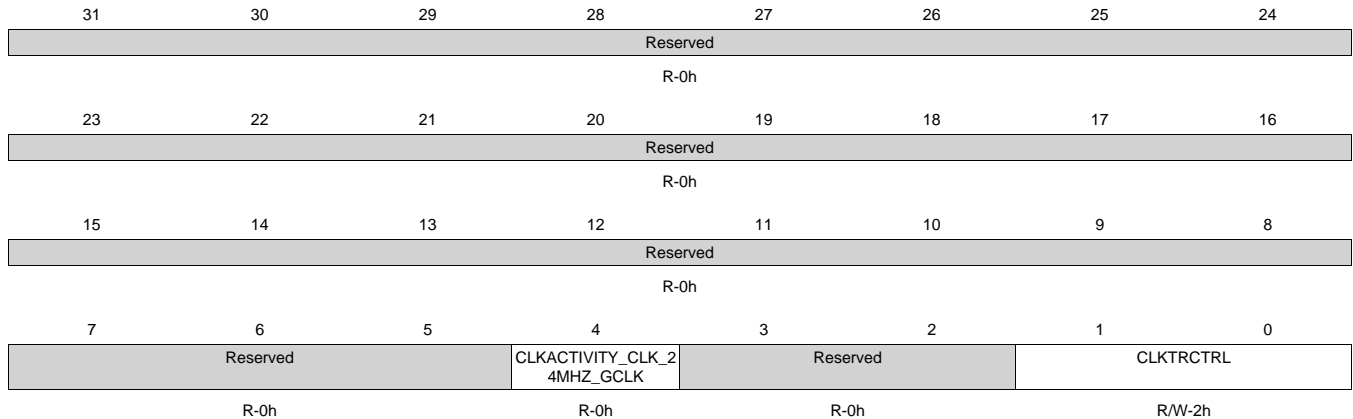 31 30 29 28 27 26 25 24
Reserved
R-0h
23 22 21 20 19 18 17 16
Reserved
R-0h
15 14 13 12 11 10 9 8
Reserved
R-0h
7 6 5 4 3 2 1 0
Reserved CLKACTIVITY_CLK_2 Reserved CLKTRCTRL
4MHZ_GCLK
R-0h R-0h R-0h R/W-2h